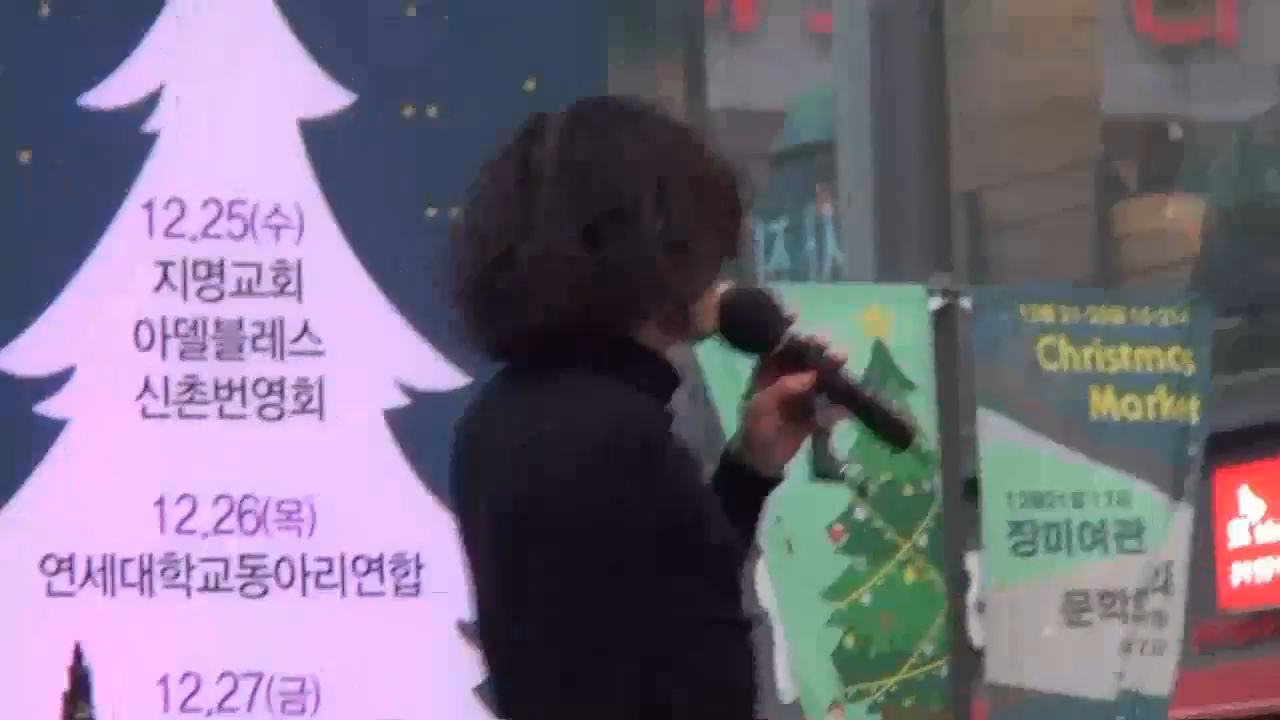 12.25(수)
지명교회
아델블레스
신촌번영회
12.26(목)
연세대학교동아리연합
12.27(금)
Christmas
Market
장미여관